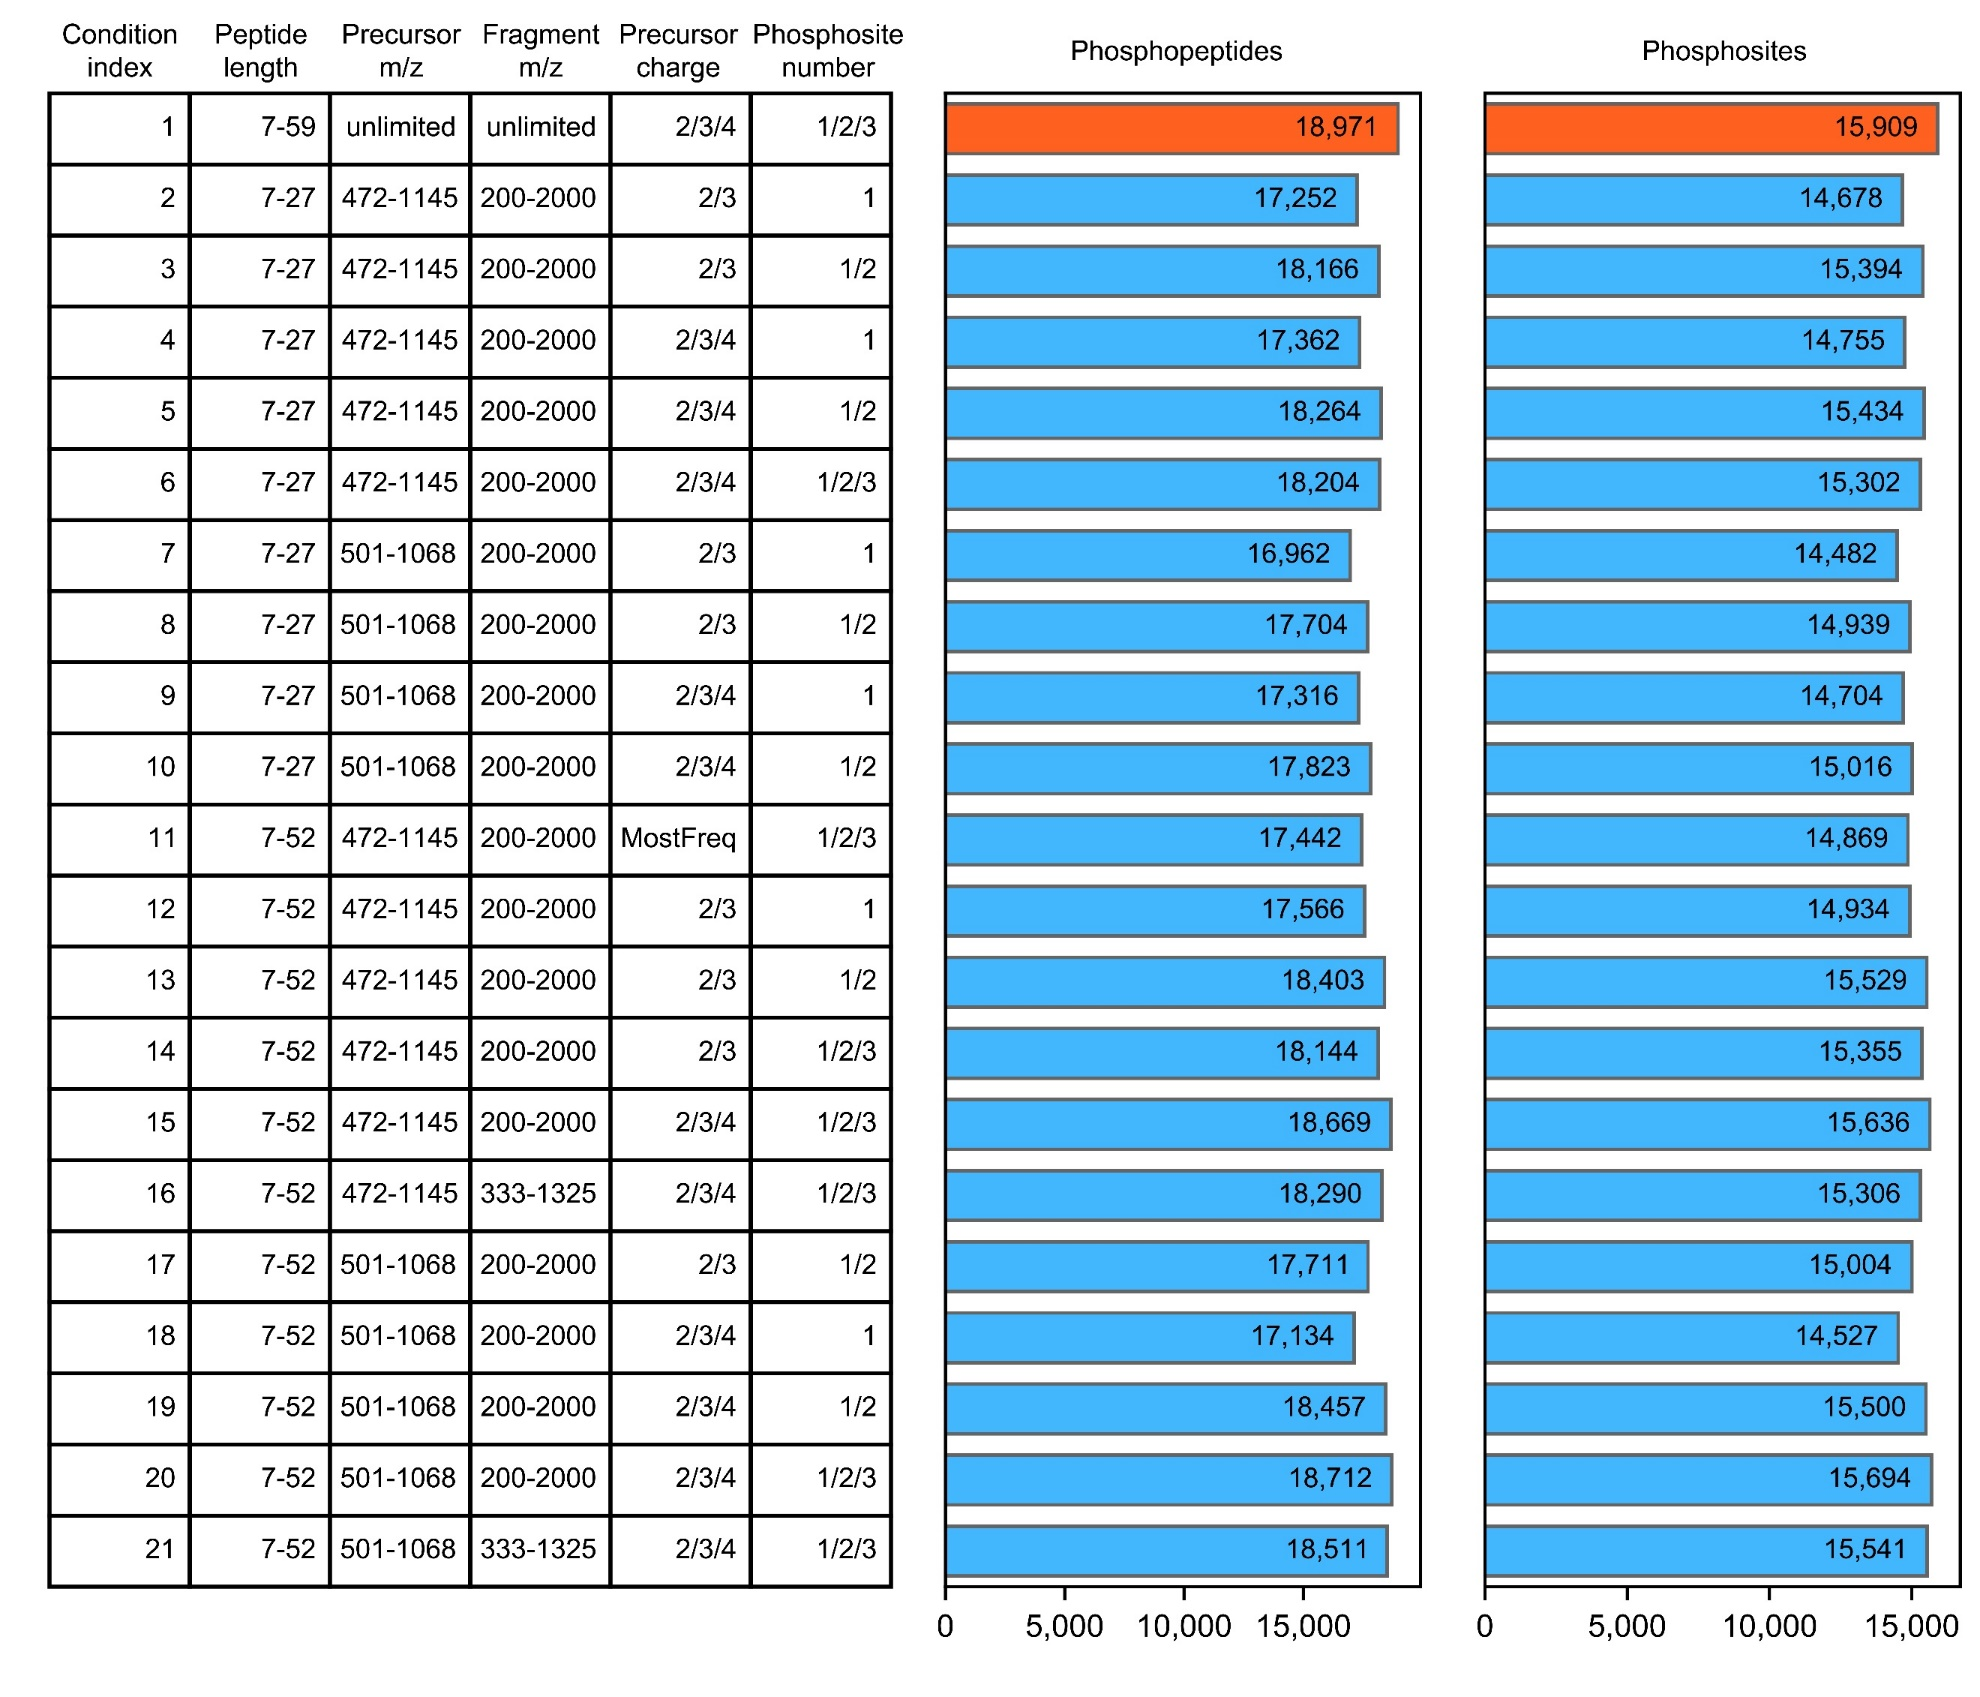 Condition index Peptide length Precursor m/z Fragment m/z Precursor charge Phosphosite number Phosphopeptides Phosphosites
1 7-59 unlimited unlimited 2/3/4 1/2/3 18,971 15,909
2 7-27 472-1145 200-2000 2/3 1 17,252 14,678
3 7-27 472-1145 200-2000 2/3 1/2 18,166 15,394
4 7-27 472-1145 200-2000 2/3/4 1 17,362 14,755
5 7-27 472-1145 200-2000 2/3/4 1/2 18,264 15,434
6 7-27 472-1145 200-2000 2/3/4 1/2/3 18,204 15,302
7 7-27 501-1068 200-2000 2/3 1 16,962 14,482
8 7-27 501-1068 200-2000 2/3 1/2 17,704 14,939
9 7-27 501-1068 200-2000 2/3/4 1 17,316 14,704
10 7-27 501-1068 200-2000 2/3/4 1/2 17,823 15,016
11 7-52 472-1145 200-2000 MostFreq 1/2/3 17,442 14,869
12 7-52 472-1145 200-2000 2/3 1 17,566 14,934
13 7-52 472-1145 200-2000 2/3 1/2 18,403 15,529
14 7-52 472-1145 200-2000 2/3 1/2/3 18,144 15,355
15 7-52 472-1145 200-2000 2/3/4 1/2/3 18,669 15,636
16 7-52 472-1145 333-1325 2/3/4 1/2/3 18,290 15,306
17 7-52 501-1068 200-2000 2/3 1/2 17,711 15,004
18 7-52 501-1068 200-2000 2/3/4 1 17,134 14,527
19 7-52 501-1068 200-2000 2/3/4 1/2 18,457 15,500
20 7-52 501-1068 200-2000 2/3/4 1/2/3 18,712 15,694
21 7-52 501-1068 333-1325 2/3/4 1/2/3 18,511 15,541
0 5,000 10,000 15,000 0 5,000 10,000 15,000